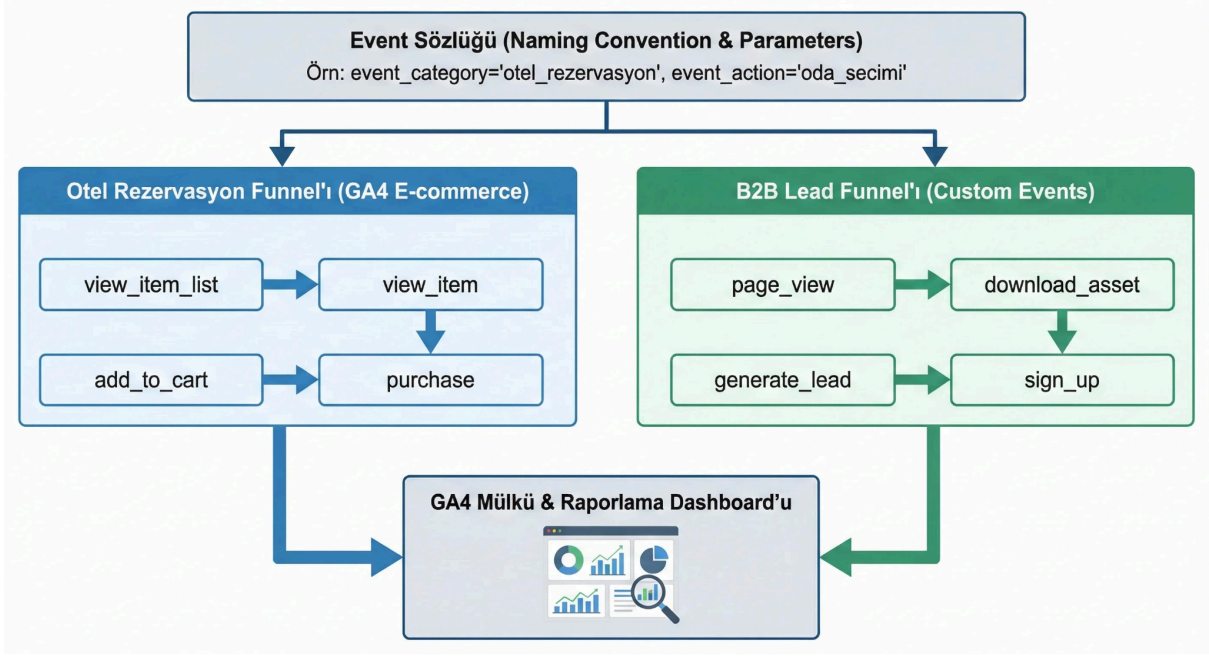 Event Sözlüğü (Naming Convention & Parameters)
Örn: event_category='otel_rezervasyon', event_action='oda_secimi'
Otel Rezervasyon Funnel'ı (GA4 E-commerce)
view_item_list
view_item
add_to_cart
purchase
B2B Lead Funnel'ı (Custom Events)
page_view
download_asset
generate_lead
sign_up
GA4 Mülkü & Raporlama Dashboard’u